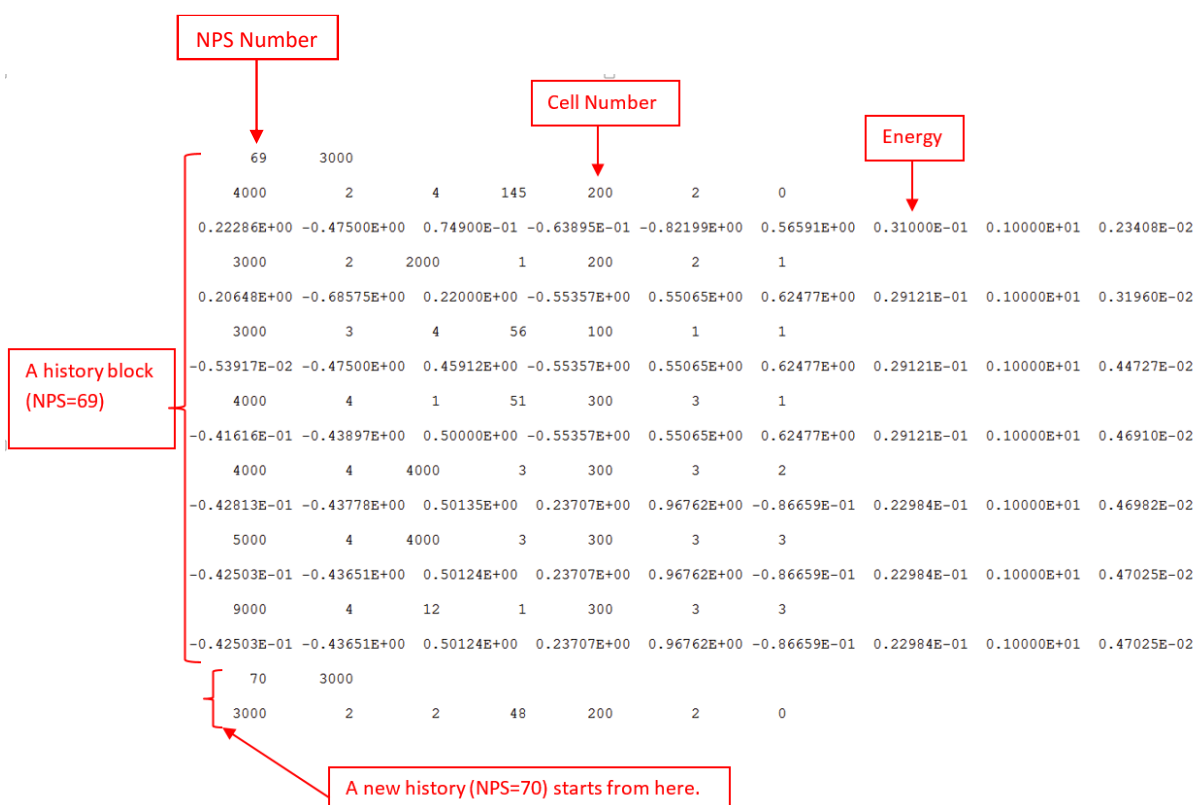 NPS Number
Cell Number
Energy
69 3000
4000 2 4 145 200 2 0
0.22286E+00 -0.47500E+00 0.74900E-01 -0.63895E-01 -0.82199E+00 0.56591E+00 0.31000E-01 0.10000E+01 0.23408E-02
3000 2 2000 1 200 2 1
0.20648E+00 -0.68575E+00 0.22000E+00 -0.55357E+00 0.55065E+00 0.62477E+00 0.29121E-01 0.10000E+01 0.31960E-02
3000 3 4 56 100 1 1
-0.53917E-02 -0.47500E+00 0.45912E+00 -0.55357E+00 0.55065E+00 0.62477E+00 0.29121E-01 0.10000E+01 0.44727E-02
A history block
(NPS=69)
4000 4 1 51 300 3 1
-0.41616E-01 -0.43897E+00 0.50000E+00 -0.55357E+00 0.55065E+00 0.62477E+00 0.29121E-01 0.10000E+01 0.46910E-02
4000 4 4000 3 300 3 2
-0.42813E-01 -0.43778E+00 0.50135E+00 0.23707E+00 0.96762E+00 -0.86659E-01 0.22984E-01 0.10000E+01 0.46982E-02
5000 4 4000 3 300 3 3
-0.42503E-01 -0.43651E+00 0.50124E+00 0.23707E+00 0.96762E+00 -0.86659E-01 0.22984E-01 0.10000E+01 0.47025E-02
9000 4 12 1 300 3 3
-0.42503E-01 -0.43651E+00 0.50124E+00 0.23707E+00 0.96762E+00 -0.86659E-01 0.22984E-01 0.10000E+01 0.47025E-02
70 3000
3000 2 2 48 200 2 0
A new history (NPS=70) starts from here.